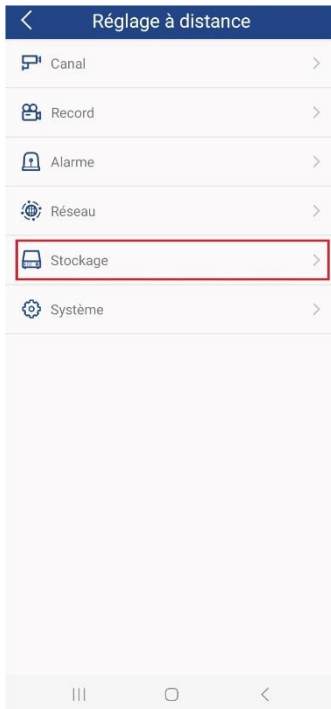 Réglage à distance
Canal
Record
Alarme
Réseau
Stockage
Système